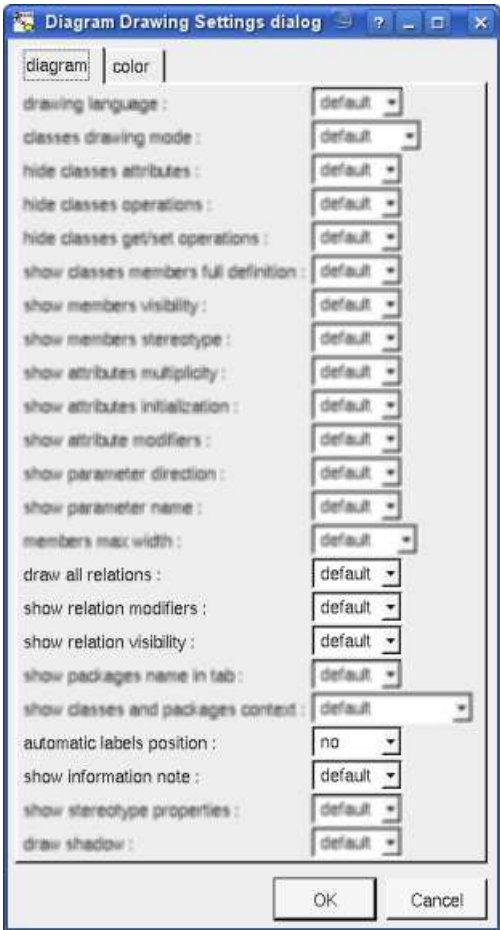 Diagram Drawing Settings dialog ?
diagram color
drawing language : default
classes drawing mode : default
hide classes attributes : default
hide classes operations : default
hide classes get/set operations : default
show classes members full definition : default
show members visibility : default
show members stereotype : default
show attributes multiplicity : default
show attributes initialization : default
show attribute modifiers : default
show parameter direction : default
show parameter name : default
members max width : default
draw all relations : default
show relation modifiers : default
show relation visibility : default
show packages name in tab : default
show classes and packages context : default
automatic labels position : no
show information note : default
show stereotype properties : default
draw shadow : default
OK Cancel